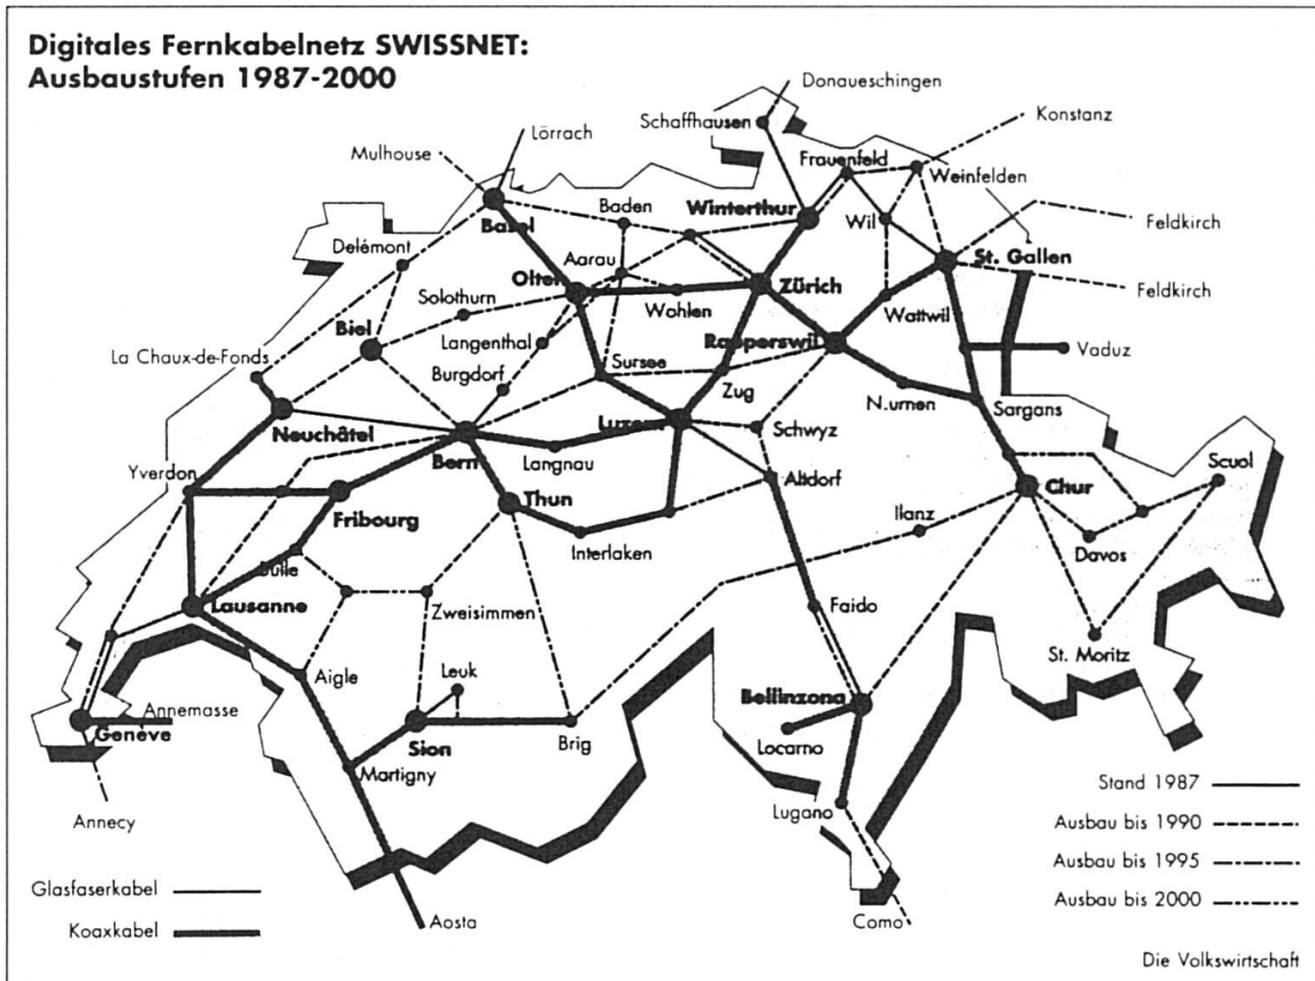 Digitales Fernkabelnetz SWISSNET:
Ausbaustufen 1987-2000
Donaueschingen
Schaffhausen
Konstanz
Lörrach
Mulhouse
Frauenfeld
Weinfelden
Baden
Winterthur
Wil
Feldkirch
Basel
Delémont
Aarau
St. Gallen
Olten
Zürich
Feldkirch
Solothurn
Wohlen
Wattwil
Biel
Langenthal
Rapperswil
Vaduz
La Chaux-de-Fonds
Burgdorf
Sursee
Zug
N.urnen
Sargans
Neuchâtel
Luzern
Schwyz
Bern
Langnau
Yverdon
Altdorf
Scuol
Chur
Thun
Fribourg
Ilanz
Interlaken
Davos
Bulle
Lausanne
Zweisimmen
Faido
St. Moritz
Aigle
Leuk
Bellinzona
Annemasse
Genève
Sion
Brig
Locarno
Martigny
Stand 1987
Lugano
Annecy
Ausbau bis 1990
Ausbau bis 1995
Glasfaserkabel
Ausbau bis 2000
Koaxkabel
Aosta
Como
Die Volkswirtschaft